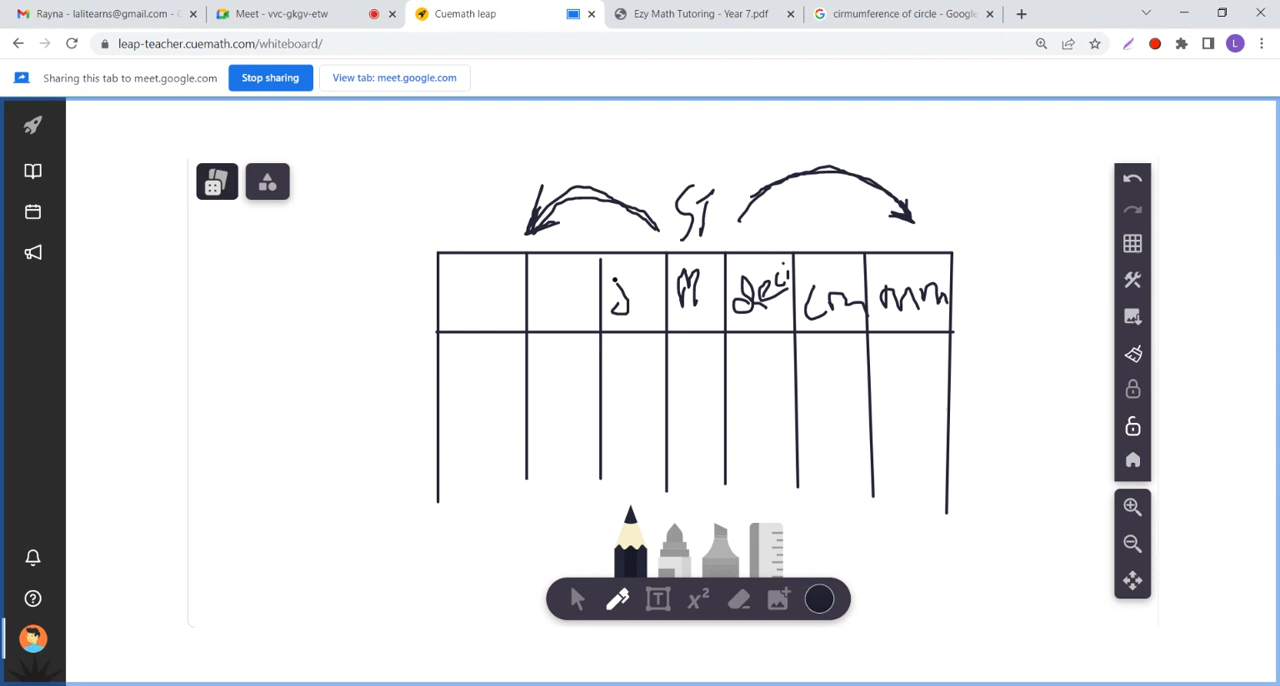 Rayna - lalitearns@gmail.com - G
Meet - vvc-gkgv-etw
Cuemath leap
Ezy Math Tutoring - Year 7.pdf
cirmumference of circle - Google
leap-teacher.cuemath.com/whiteboard/
L
Sharing this tab to meet.google.com
Stop sharing
View tab: meet.google.com
SI
M deci cm mm
T x²